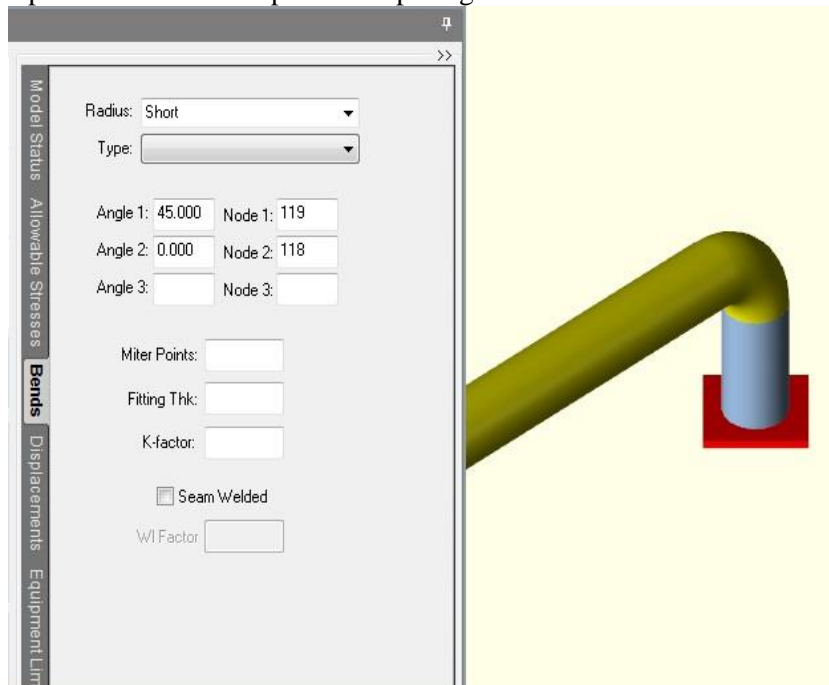 >>
Model Status
Allowable Stresses
Bends
Displacements
Equipment Lim
Radius: Short
Type:
Angle 1: 45.000 Node 1: 119
Angle 2: 0.000 Node 2: 118
Angle 3: Node 3:
Miter Points:
Fitting Thk:
K-factor:
Seam Welded
WI Factor